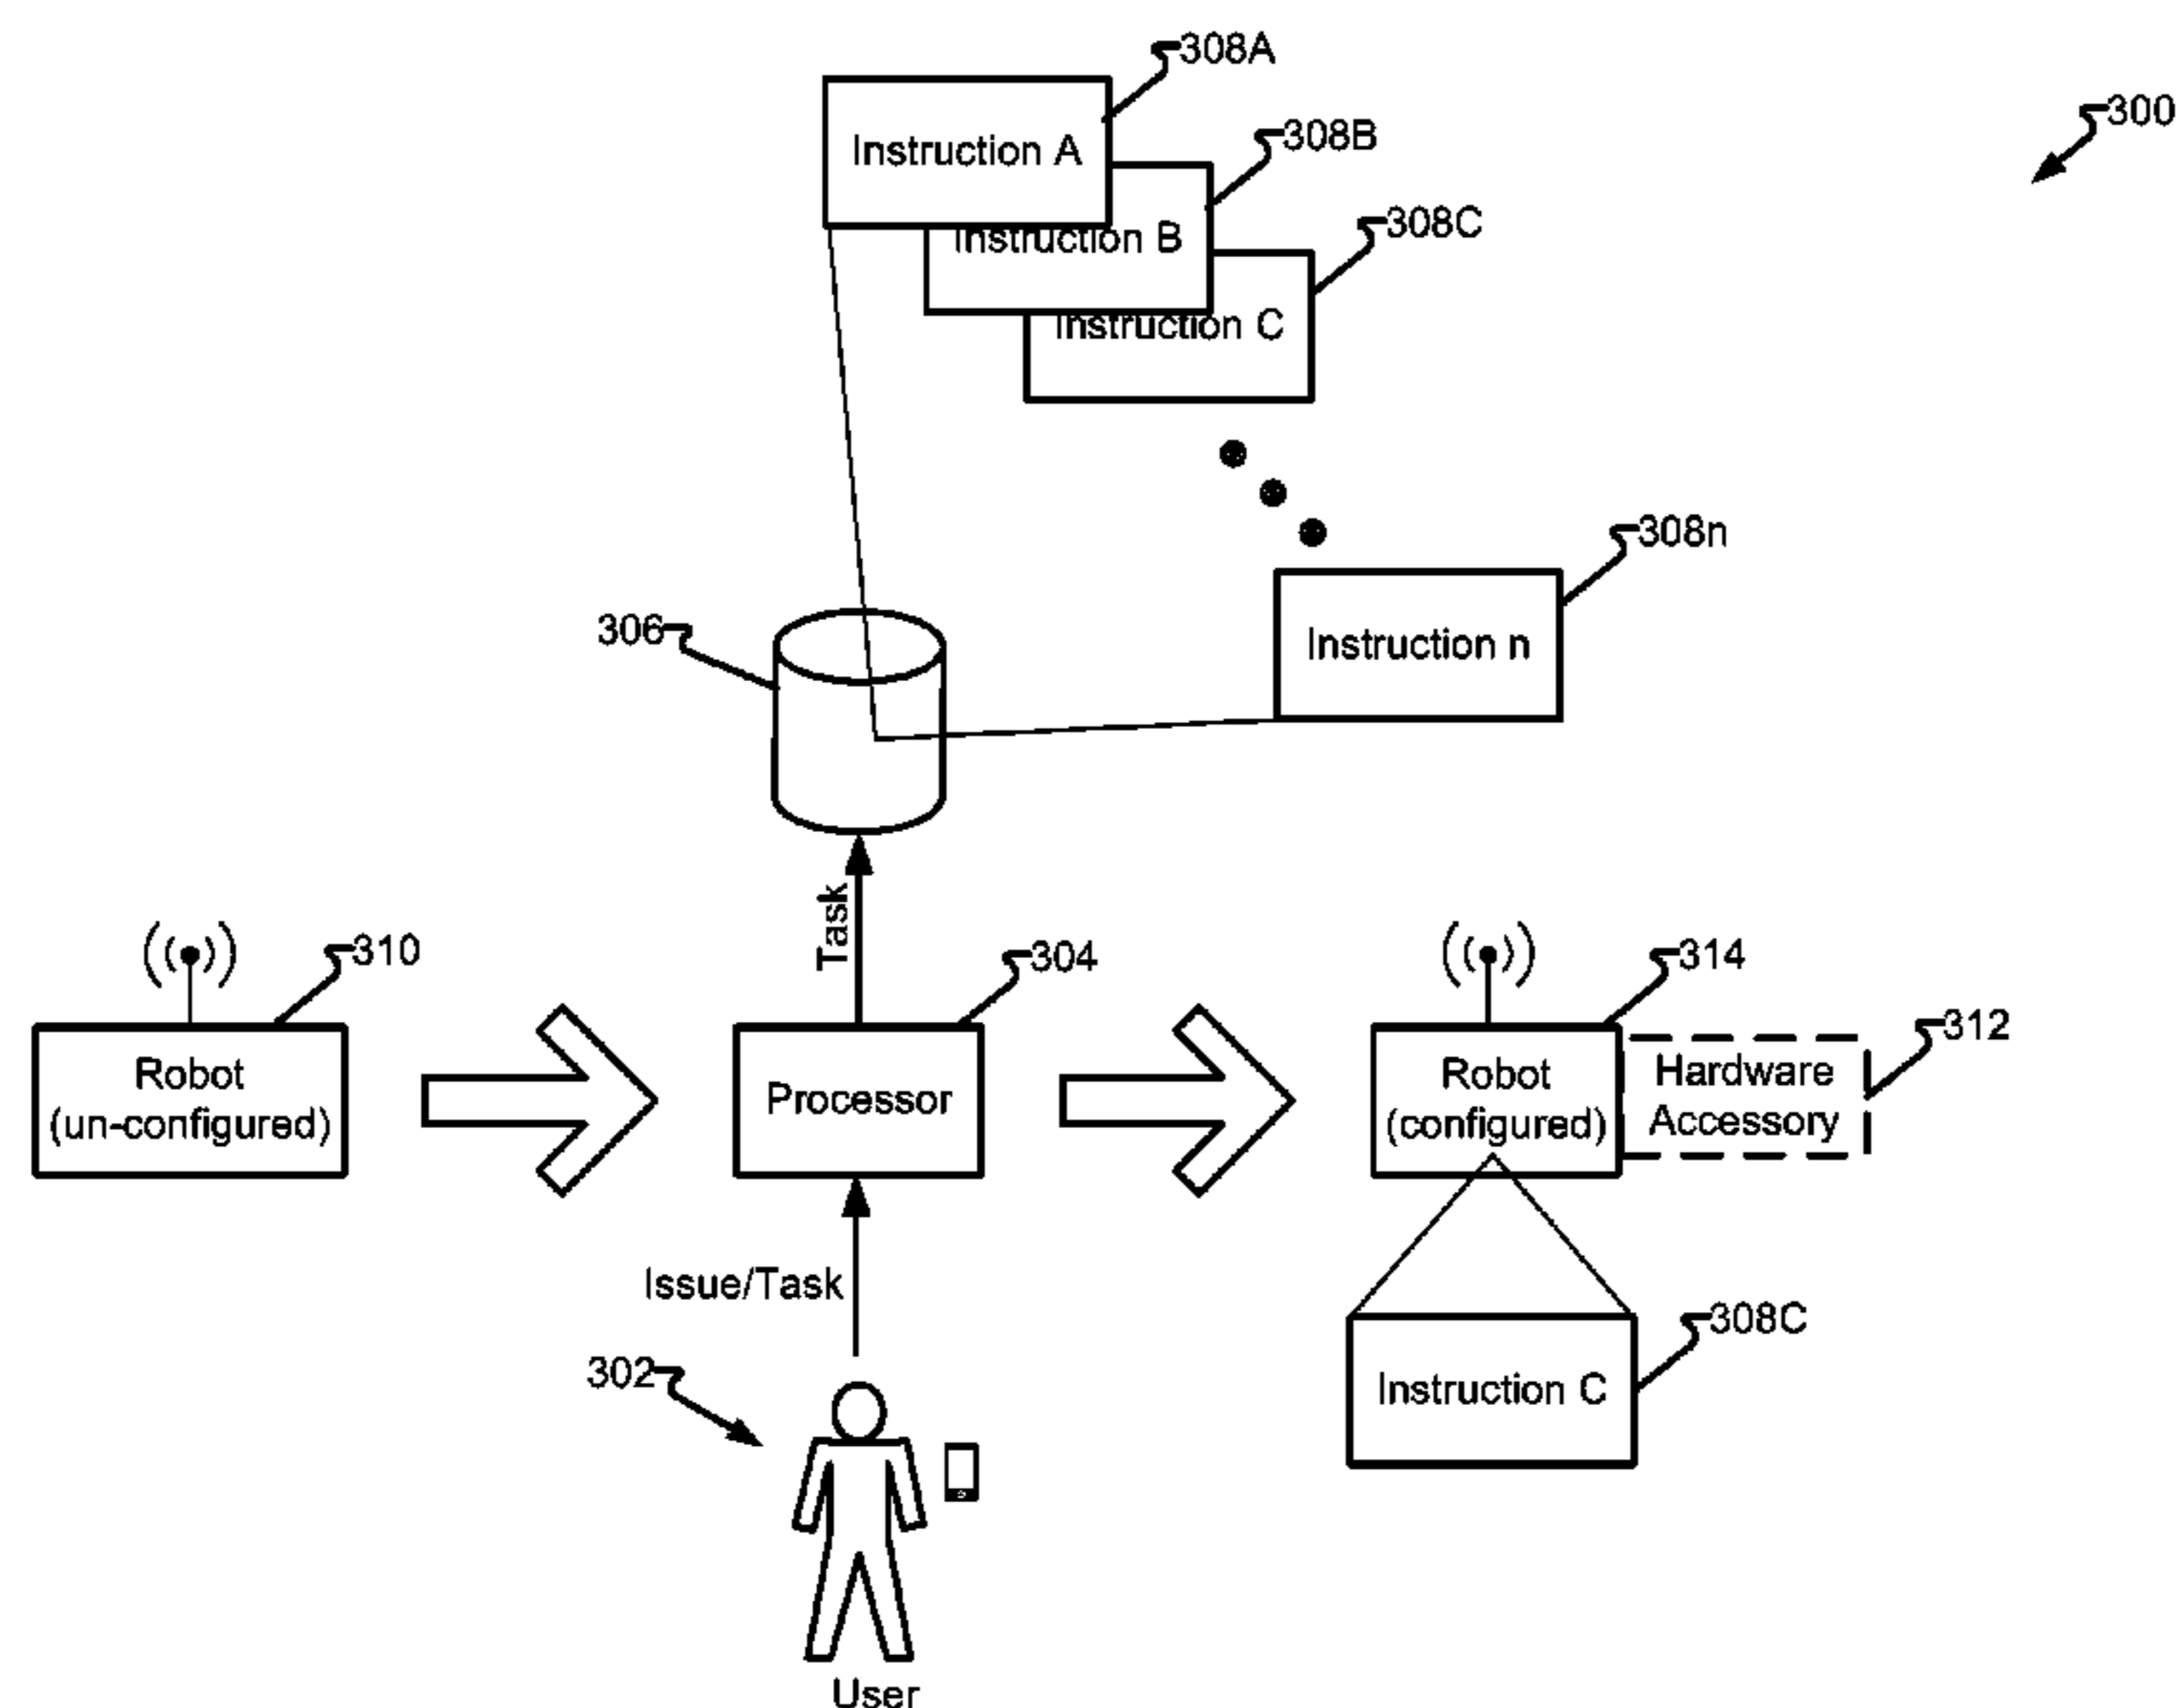 308A
300
Instruction A
308B
Instruction B
308C
Instruction C
308n
306
Instruction n
Task
310
304
314
312
Robot
(un-configured)
Processor
Robot
(configured)
Hardware
Accessory
Issue/Task
308C
302
Instruction C
User